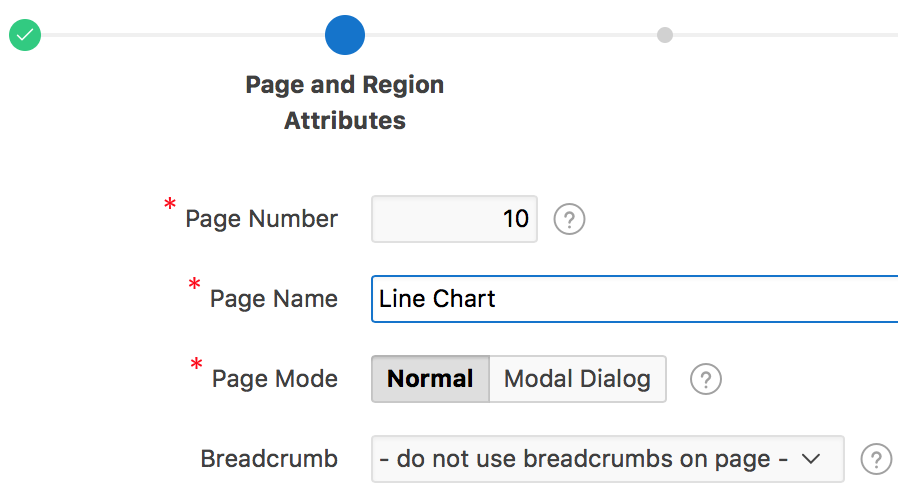 Page and Region
Attributes
* Page Number 10 ?
* Page Name Line Chart
* Page Mode Normal Modal Dialog ?
Breadcrumb - do not use breadcrumbs on page - ?